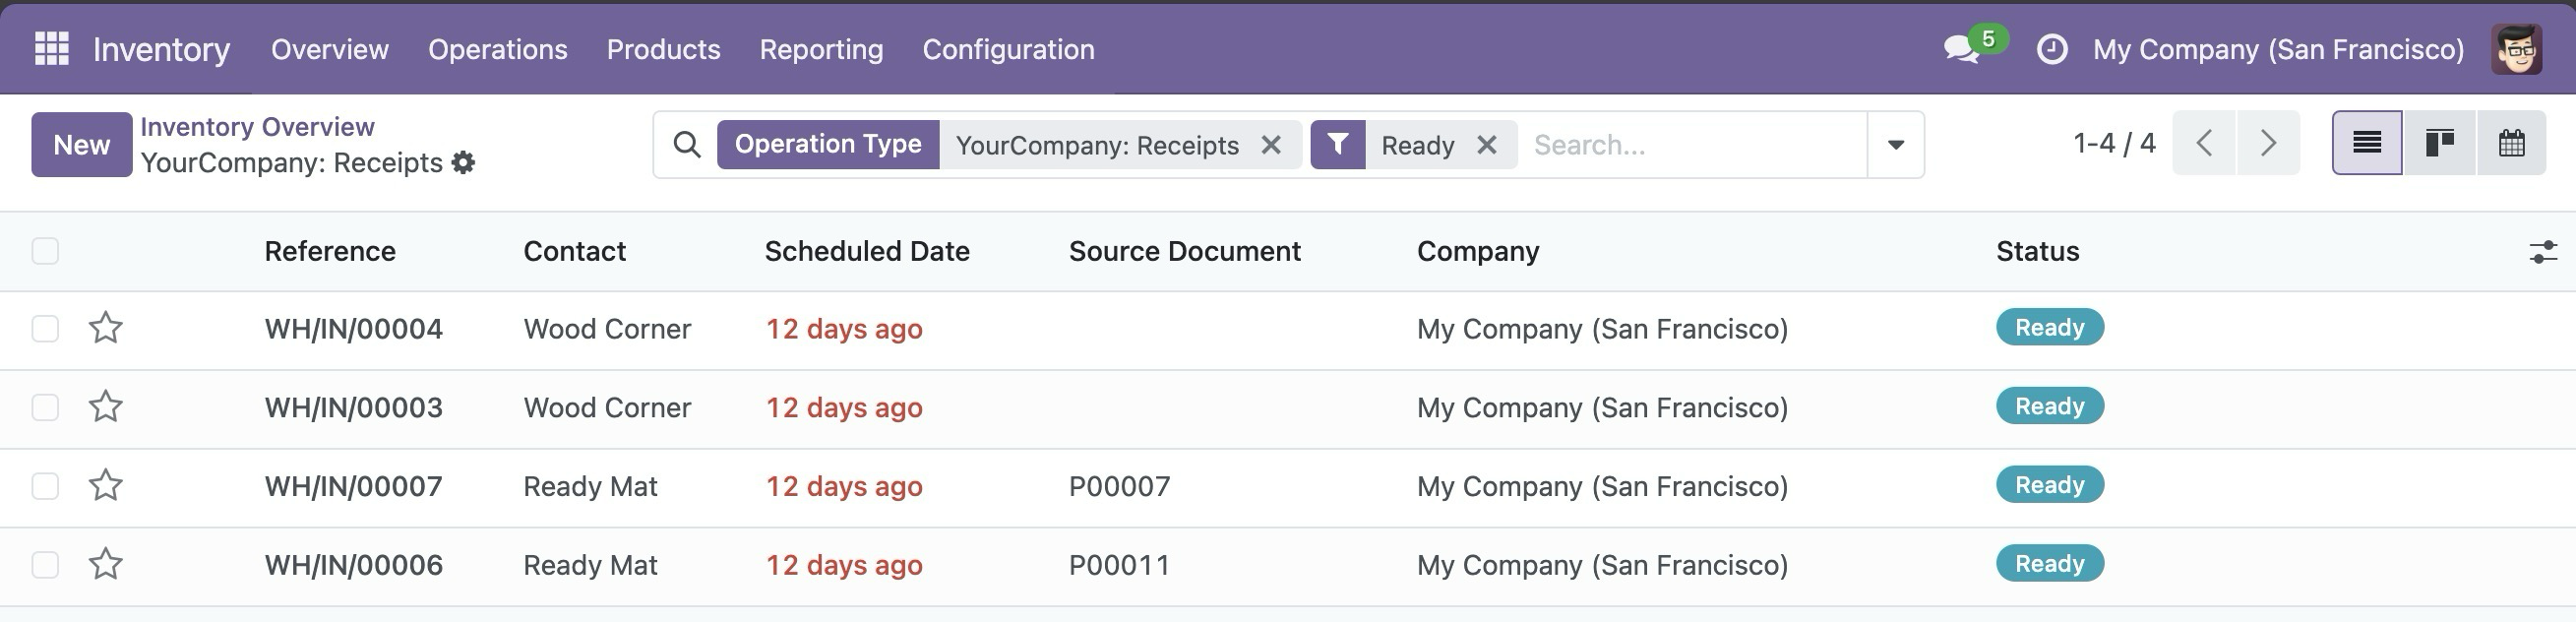 Inventory Overview Operations Products Reporting Configuration 5 My Company (San Francisco)
New Inventory Overview
YourCompany: Receipts
Operation Type YourCompany: Receipts Ready Search... 1-4 / 4
Reference Contact Scheduled Date Source Document Company Status
WH/IN/00004 Wood Corner 12 days ago My Company (San Francisco) Ready
WH/IN/00003 Wood Corner 12 days ago My Company (San Francisco) Ready
WH/IN/00007 Ready Mat 12 days ago P00007 My Company (San Francisco) Ready
WH/IN/00006 Ready Mat 12 days ago P00011 My Company (San Francisco) Ready